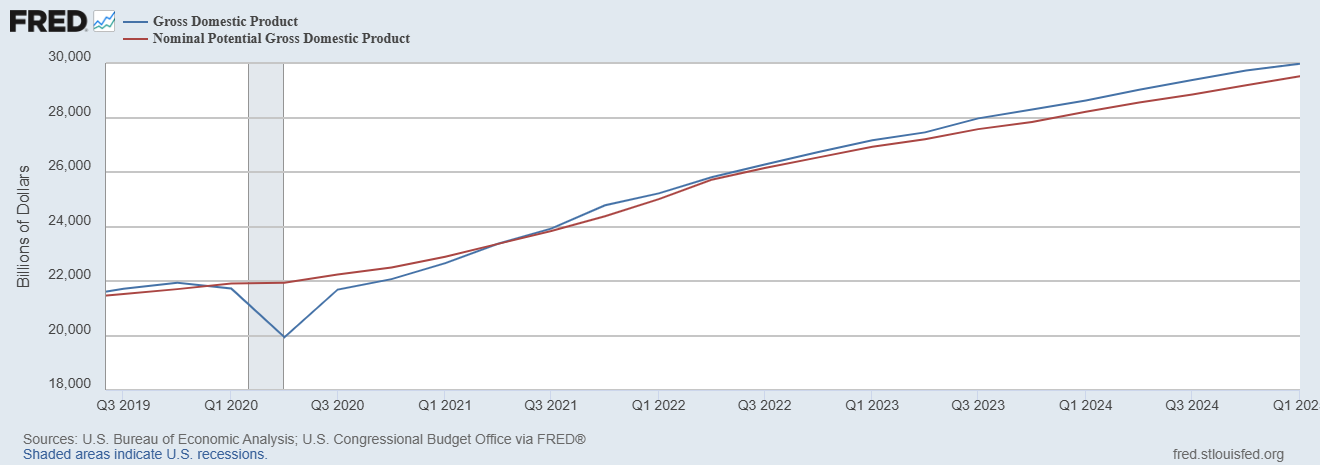 FRED
Gross Domestic Product
Nominal Potential Gross Domestic Product
30,000
28,000
26,000
24,000
22,000
20,000
18,000
Billions of Dollars
Q3 2019 Q1 2020 Q3 2020 Q1 2021 Q3 2021 Q1 2022 Q3 2022 Q1 2023 Q3 2023 Q1 2024 Q3 2024 Q1 202
Sources: U.S. Bureau of Economic Analysis; U.S. Congressional Budget Office via FRED®
Shaded areas indicate U.S. recessions.
fred.stlouisfed.org